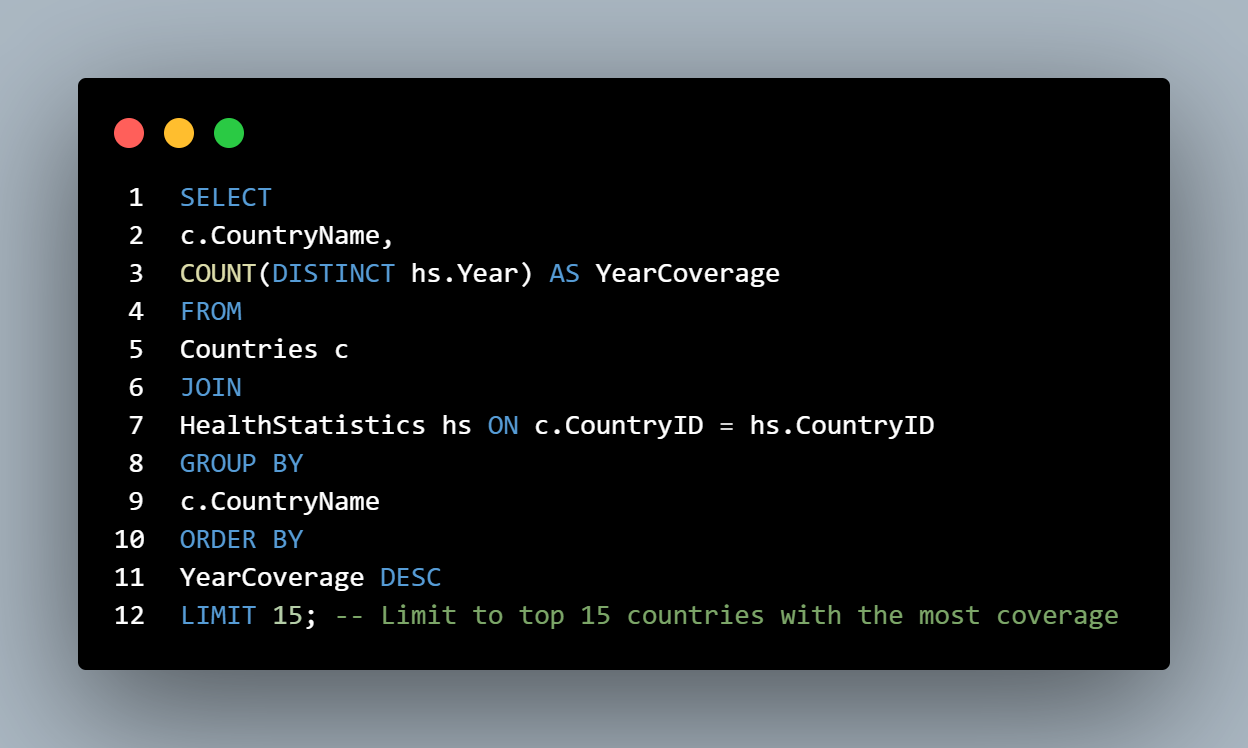 1 SELECT
2 c.CountryName,
3 COUNT(DISTINCT hs.Year) AS YearCoverage
4 FROM
5 Countries c
6 JOIN
7 HealthStatistics hs ON c.CountryID = hs.CountryID
8 GROUP BY
9 c.CountryName
10 ORDER BY
11 YearCoverage DESC
12 LIMIT 15; -- Limit to top 15 countries with the most coverage